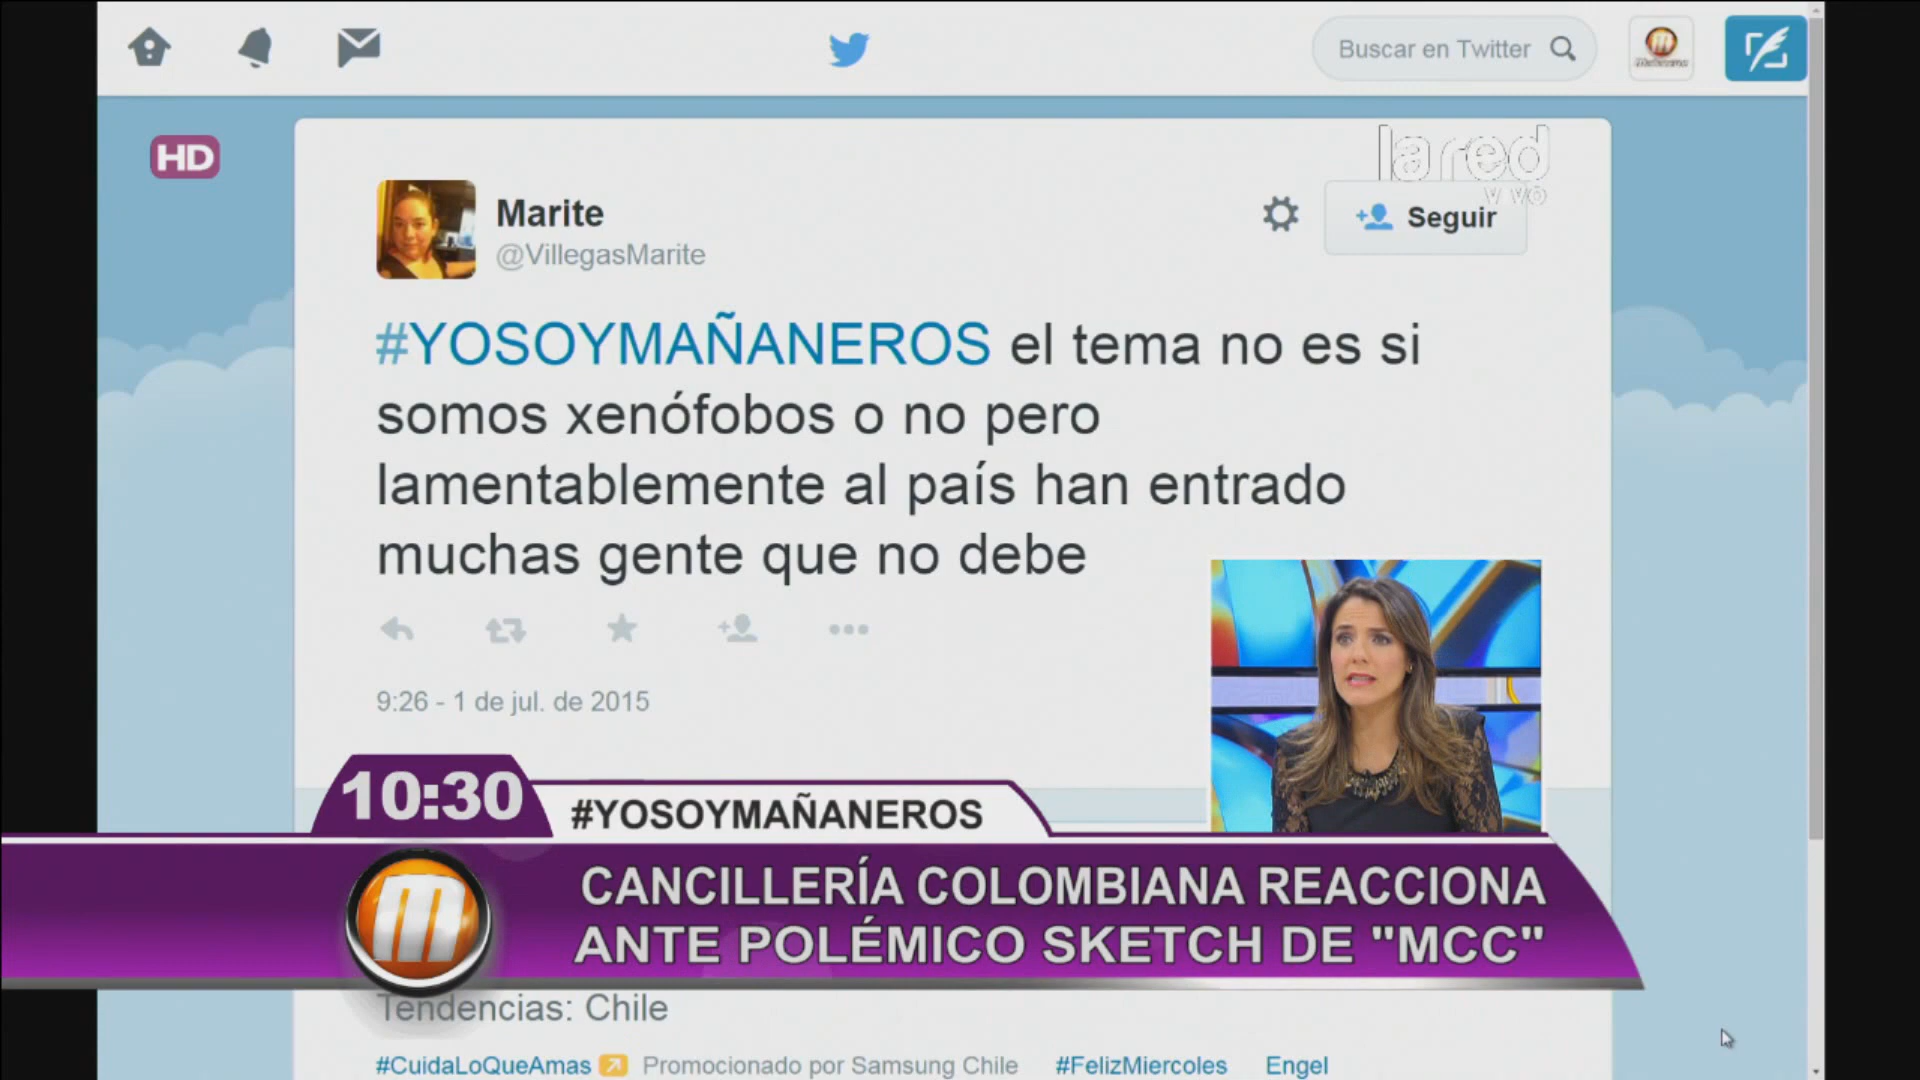 Buscar en Twitter
HD
lared
vivo
Marite
@VillegasMarite
Seguir
#YOSOYMAÑANEROS el tema no es si
somos xenófobos o no pero
lamentablemente al país han entrado
muchas gente que no debe
9:26 - 1 de jul. de 2015
10:30
#YOSOYMAÑANEROS
CANCILLERÍA COLOMBIANA REACCIONA
ANTE POLÉMICO SKETCH DE "MCC"
m
Tendencias: Chile
#CuidaLoQueAmas Promocionado por Samsung Chile #FelizMiercoles Engel